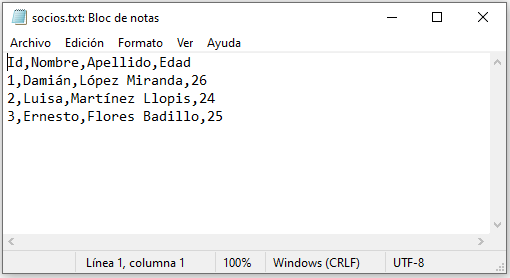 socios.txt: Bloc de notas
Archivo Edición Formato Ver Ayuda
Id,Nombre,Apellido,Edad
1,Damián,López Miranda,26
2,Luisa,Martínez Llopis,24
3,Ernesto,Flores Badillo,25
Línea 1, columna 1 100% Windows (CRLF) UTF-8